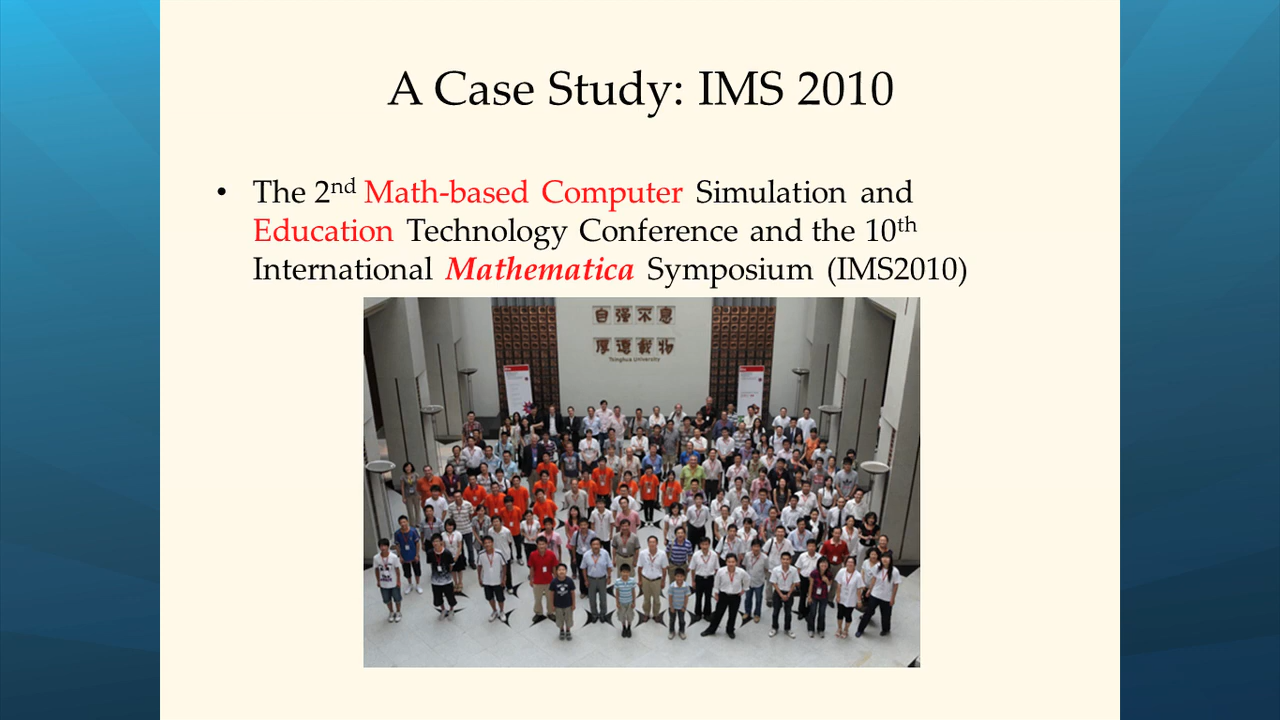 A Case Study: IMS 2010
• The 2nd Math-based Computer Simulation and
Education Technology Conference and the 10th
International Mathematica Symposium (IMS2010)
自强不息
厚德载物
Tsinghua University